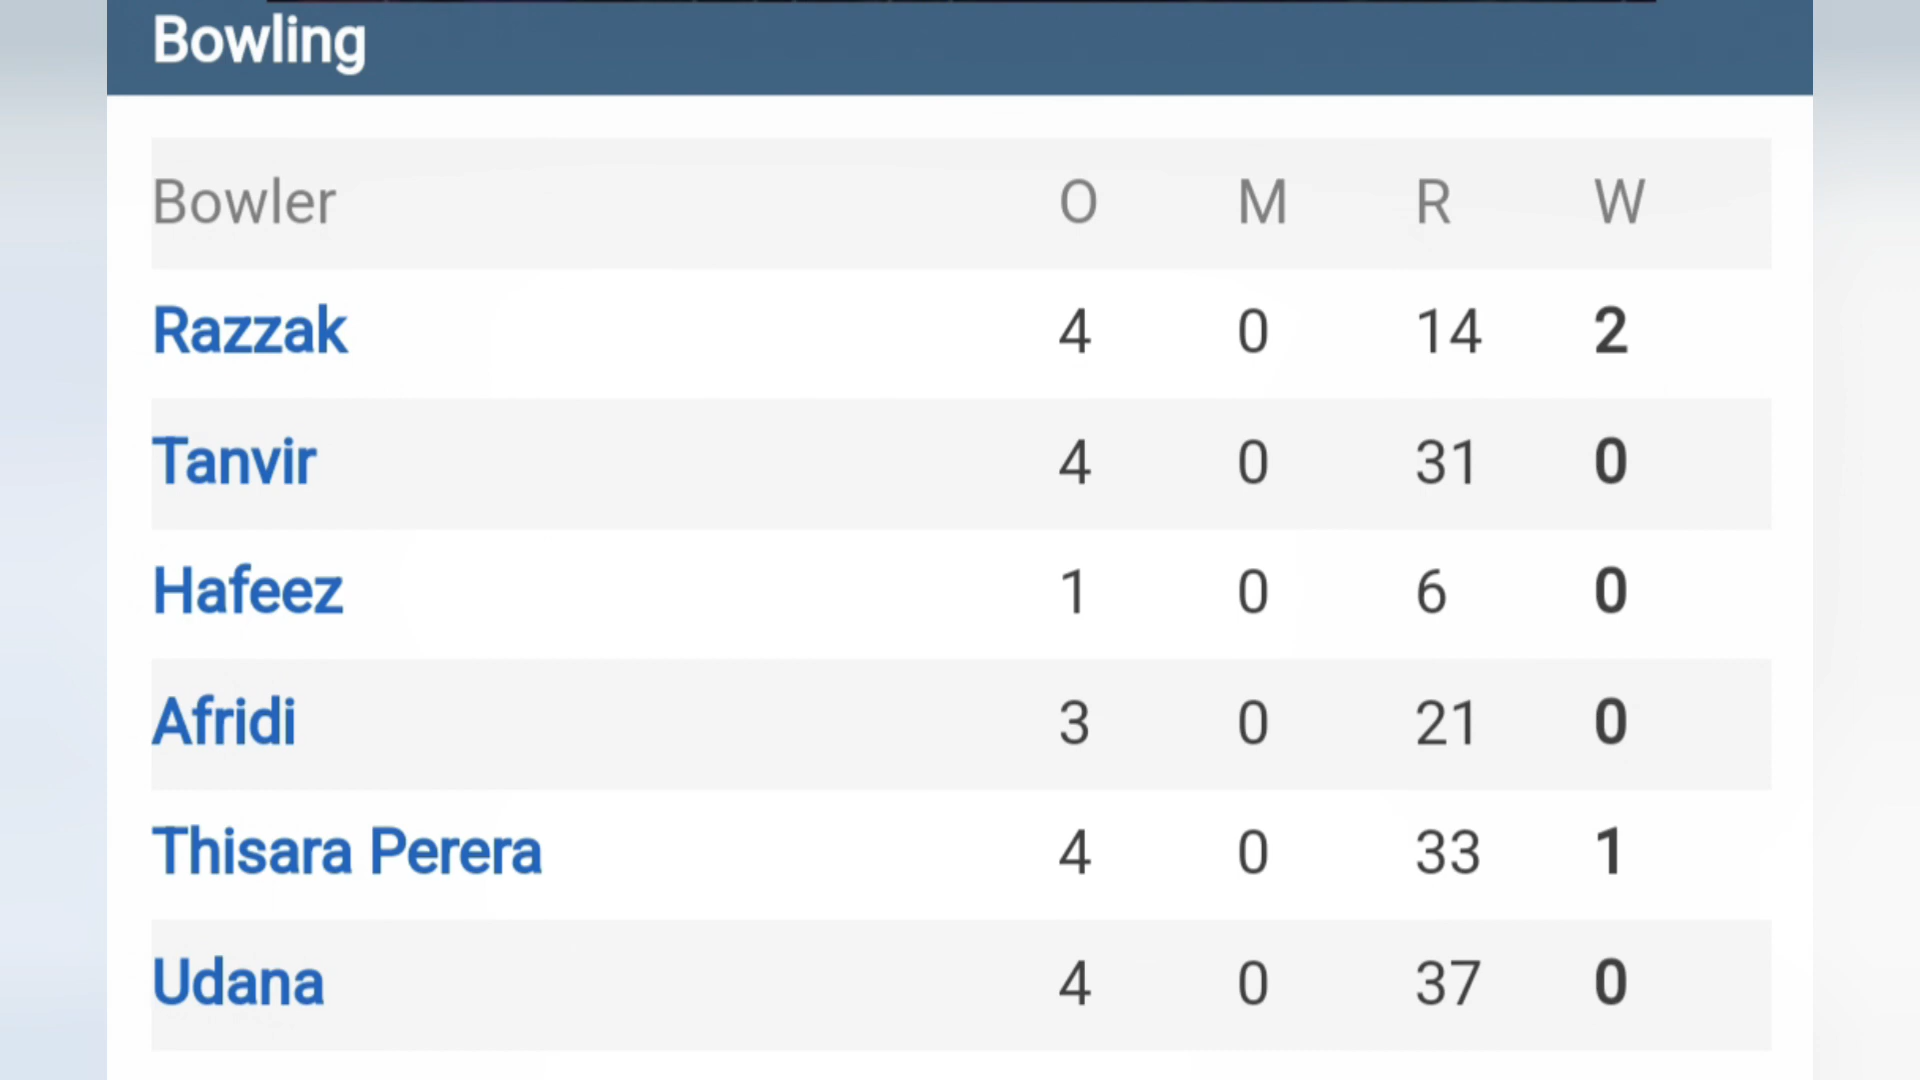 Bowling
Bowler O M R W
Razzak 4 0 14 2
Tanvir 4 0 31 0
Hafeez 1 0 6 0
Afridi 3 0 21 0
Thisara Perera 4 0 33 1
Udana 4 0 37 0